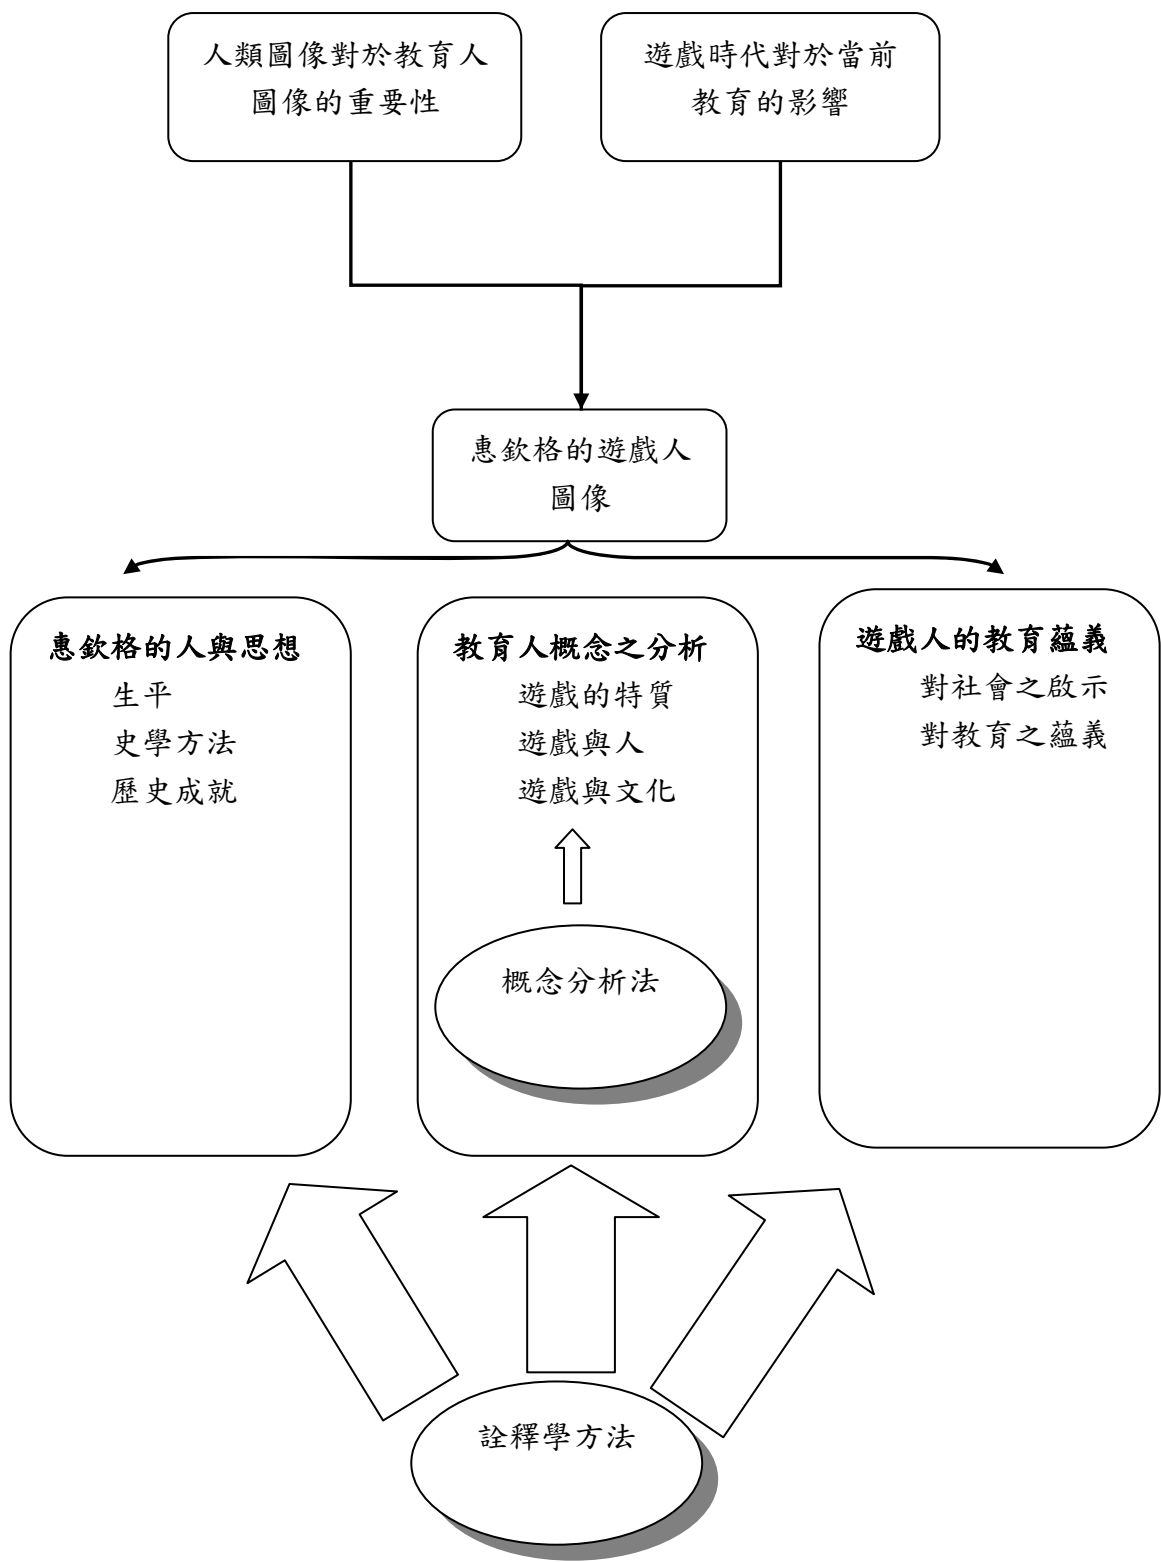 人類圖像對於教育人
圖像的重要性
遊戲時代對於當前
教育的影響
惠欽格的遊戲人
圖像
惠欽格的人與思想
生平
史學方法
歷史成就
教育人概念之分析
遊戲的特質
遊戲與人
遊戲與文化
概念分析法
遊戲人的教育蘊義
對社會之啟示
對教育之蘊義
詮釋學方法